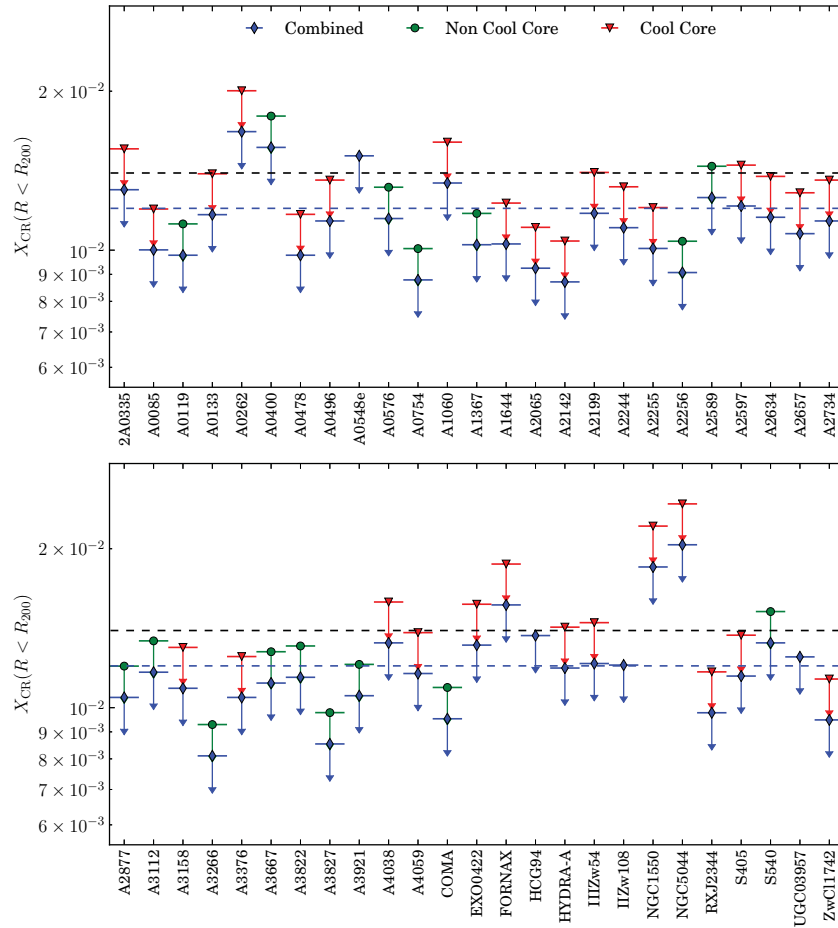 Combined Non Cool Core Cool Core
X_CR(R < R_200)
2 × 10^−2
10^−2
9 × 10^−3
8 × 10^−3
7 × 10^−3
6 × 10^−3
2A0335 A0085 A0119 A0133 A0262 A0400 A0478 A0496 A0548e A0576 A0754 A1060 A1367 A1644 A2065 A2142 A2199 A2244 A2255 A2256 A2589 A2597 A2634 A2657 A2734
X_CR(R < R_200)
2 × 10^−2
10^−2
9 × 10^−3
8 × 10^−3
7 × 10^−3
6 × 10^−3
A2877 A3112 A3158 A3266 A3376 A3667 A3822 A3827 A3921 A4038 A4059 COMA EXO0422 FORNAX HCG94 HYDRA-A IIIZw54 IIZw108 NGC1550 NGC5044 RXJ2344 S405 S540 UGC03957 ZwCl1742